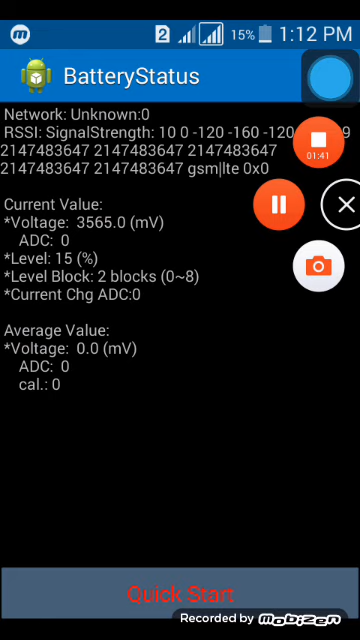 2 15% 1:12 PM
BatteryStatus
Network: Unknown:0
RSSI: SignalStrength: 10 0 -120 -160 -120 9
2147483647 2147483647 2147483647
2147483647 2147483647 gsm|lte 0x0
01:41
Current Value:
*Voltage: 3565.0 (mV)
ADC: 0
*Level: 15 (%)
*Level Block: 2 blocks (0~8)
*Current Chg ADC:0
Average Value:
*Voltage: 0.0 (mV)
ADC: 0
cal.: 0
Quick Start
Recorded by Mobizen